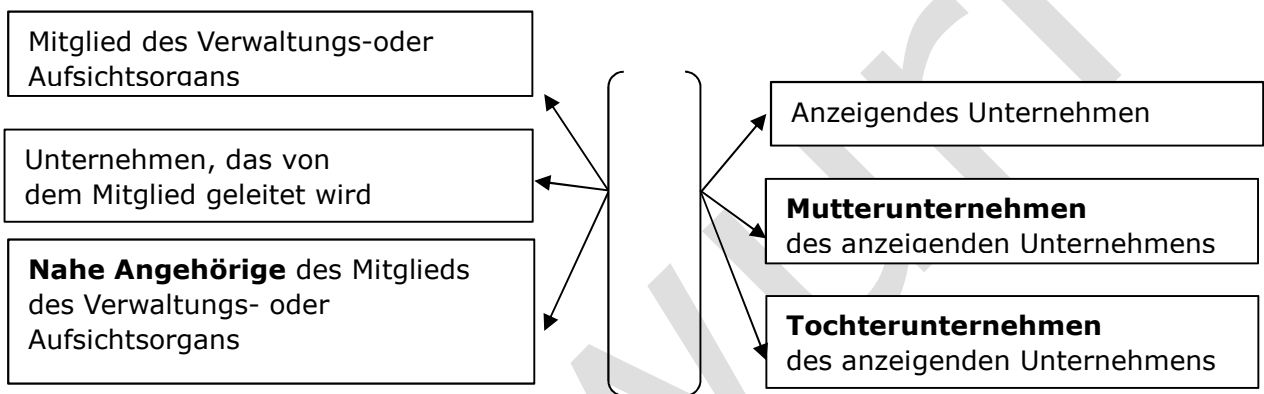 Mitglied des Verwaltungs-oder
Aufsichtsorgans
Unternehmen, das von
dem Mitglied geleitet wird
Nahe Angehörige des Mitglieds
des Verwaltungs- oder
Aufsichtsorgans
Anzeigendes Unternehmen
Mutterunternehmen
des anzeigenden Unternehmens
Tochterunternehmen
des anzeigenden Unternehmens